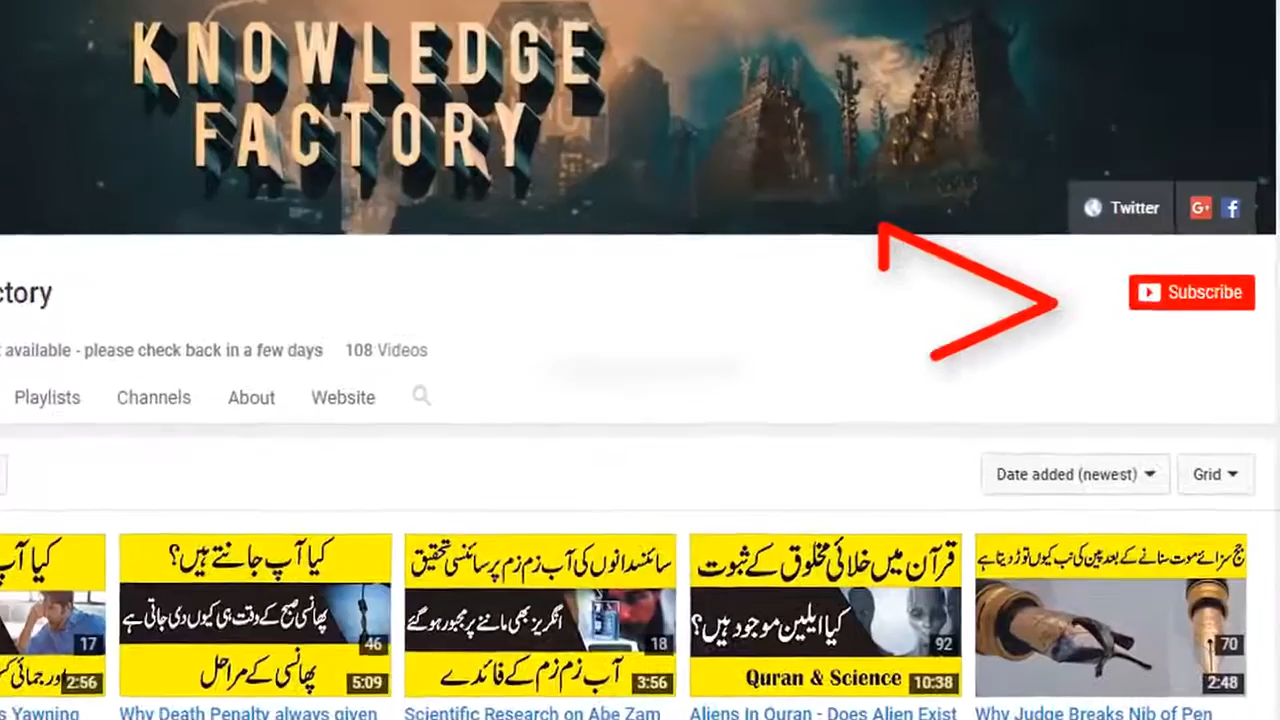 KNOWLEDGE
FACTORY
Twitter
G+ f
ctory
Subscribe
available - please check back in a few days 108 Videos
Playlists Channels About Website
Date added (newest) Grid
کیا آپ
17
اور جمائی
2:56
s Yawning
کیا آپ جانتے ہیں؟
پھانسی صبح کے وقت ہی کیوں دی جاتی ہے
46
پھانسی کے مراحل
5:09
Why Death Penalty always given
سائنسدانوں کی آب زم زم پر سائنسی تحقیق
انگریز بھی ماننے پر مجبور ہو گئے
18
آب زم زم کے فائدے
3:56
Scientific Research on Abe Zam
قرآن میں خلائی مخلوق کے ثبوت
کیا ایلین موجود ہیں؟
92
Quran & Science
10:38
Aliens In Quran - Does Alien Exist
جج سزائے موت سنانے کے بعد پین کی نب کیوں توڑ دیتا ہے
70
2:48
Why Judge Breaks Nib of Pen